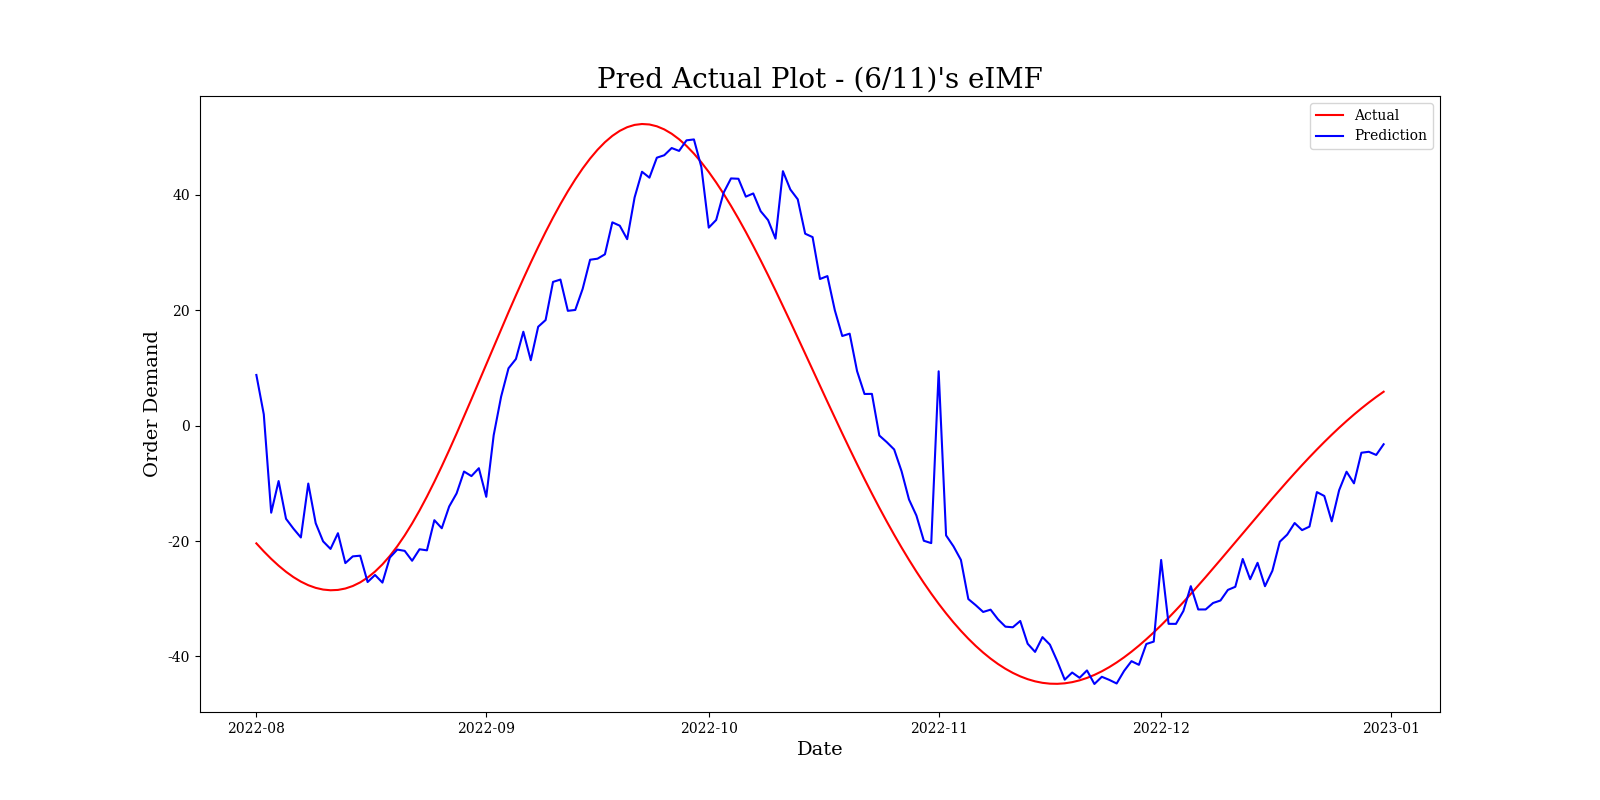 Pred Actual Plot - (6/11)'s eIMF
Actual
Prediction
40
20
0
-20
-40
Order Demand
2022-08 2022-09 2022-10 2022-11 2022-12 2023-01
Date